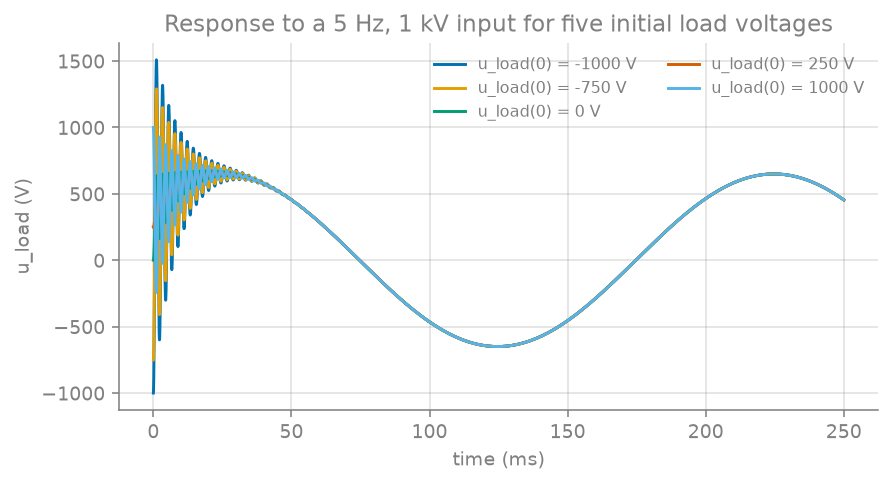 Response to a 5 Hz, 1 kV input for five initial load voltages
u_load (V)
1500
1000
500
0
−500
−1000
u_load(0) = -1000 V
u_load(0) = -750 V
u_load(0) = 0 V
u_load(0) = 250 V
u_load(0) = 1000 V
0 50 100 150 200 250
time (ms)